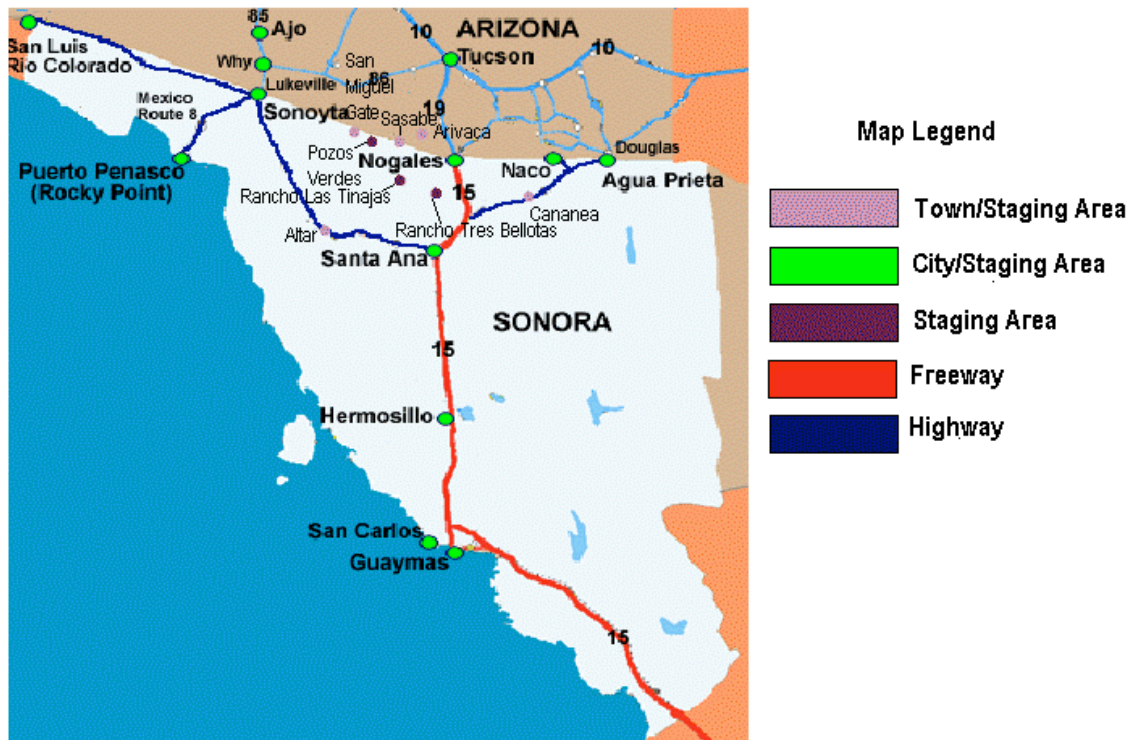 85
Ajo
10
ARIZONA
10
San Luis
Rio Colorado
Why
San
Miguel
Gate
86
Tucson
Lukeville
Mexico
Route 8
Sonoyta
Sasabe
19
Arivaca
Pozos
Verdes
Nogales
Naco
Douglas
Agua Prieta
Puerto Penasco
(Rocky Point)
Rancho Las Tinajas
15
Cananea
Altar
Rancho Tres Bellotas
Santa Ana
SONORA
15
Hermosillo
San Carlos
Guaymas
15
Map Legend
Town/Staging Area
City/Staging Area
Staging Area
Freeway
Highway